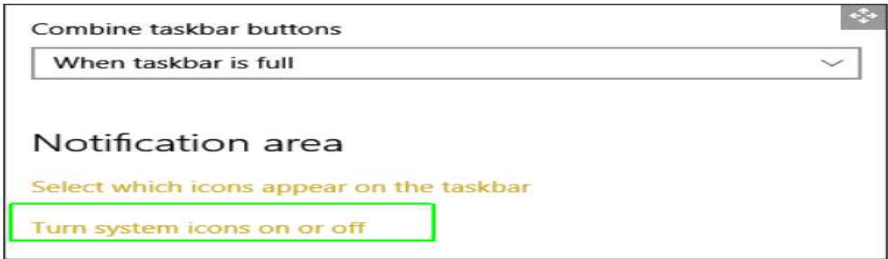 Combine taskbar buttons
When taskbar is full
Notification area
Select which icons appear on the taskbar
Turn system icons on or off